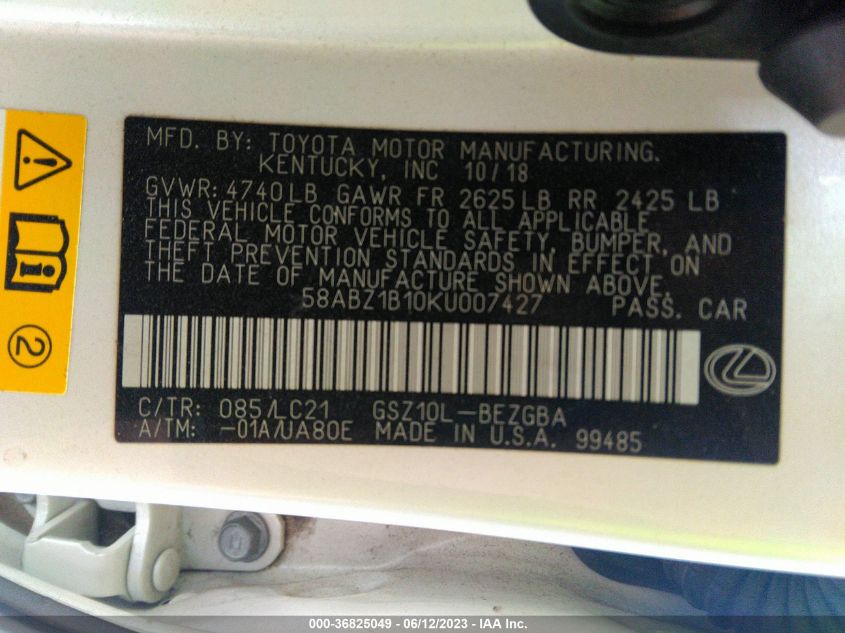 MFD. BY: TOYOTA MOTOR MANUFACTURING.
KENTUCKY, INC 10/18
GVWR: 4740LB GAWR FR 2625LB RR 2425 LB
THIS VEHICLE CONFORMS TO ALL APPLICABLE
FEDERAL MOTOR VEHICLE SAFETY, BUMPER, AND
THEFT PREVENTION STANDARDS IN EFFECT ON
THE DATE OF MANUFACTURE SHOWN ABOVE.
58ABZ1B10KU007427 PASS. CAR
C/TR: 085/LC21 GSZ10L-BEZGBA
A/TM: -01A/UA80E MADE IN U.S.A. 99485
2
000-36825049 - 06/12/2023 - IAA Inc.